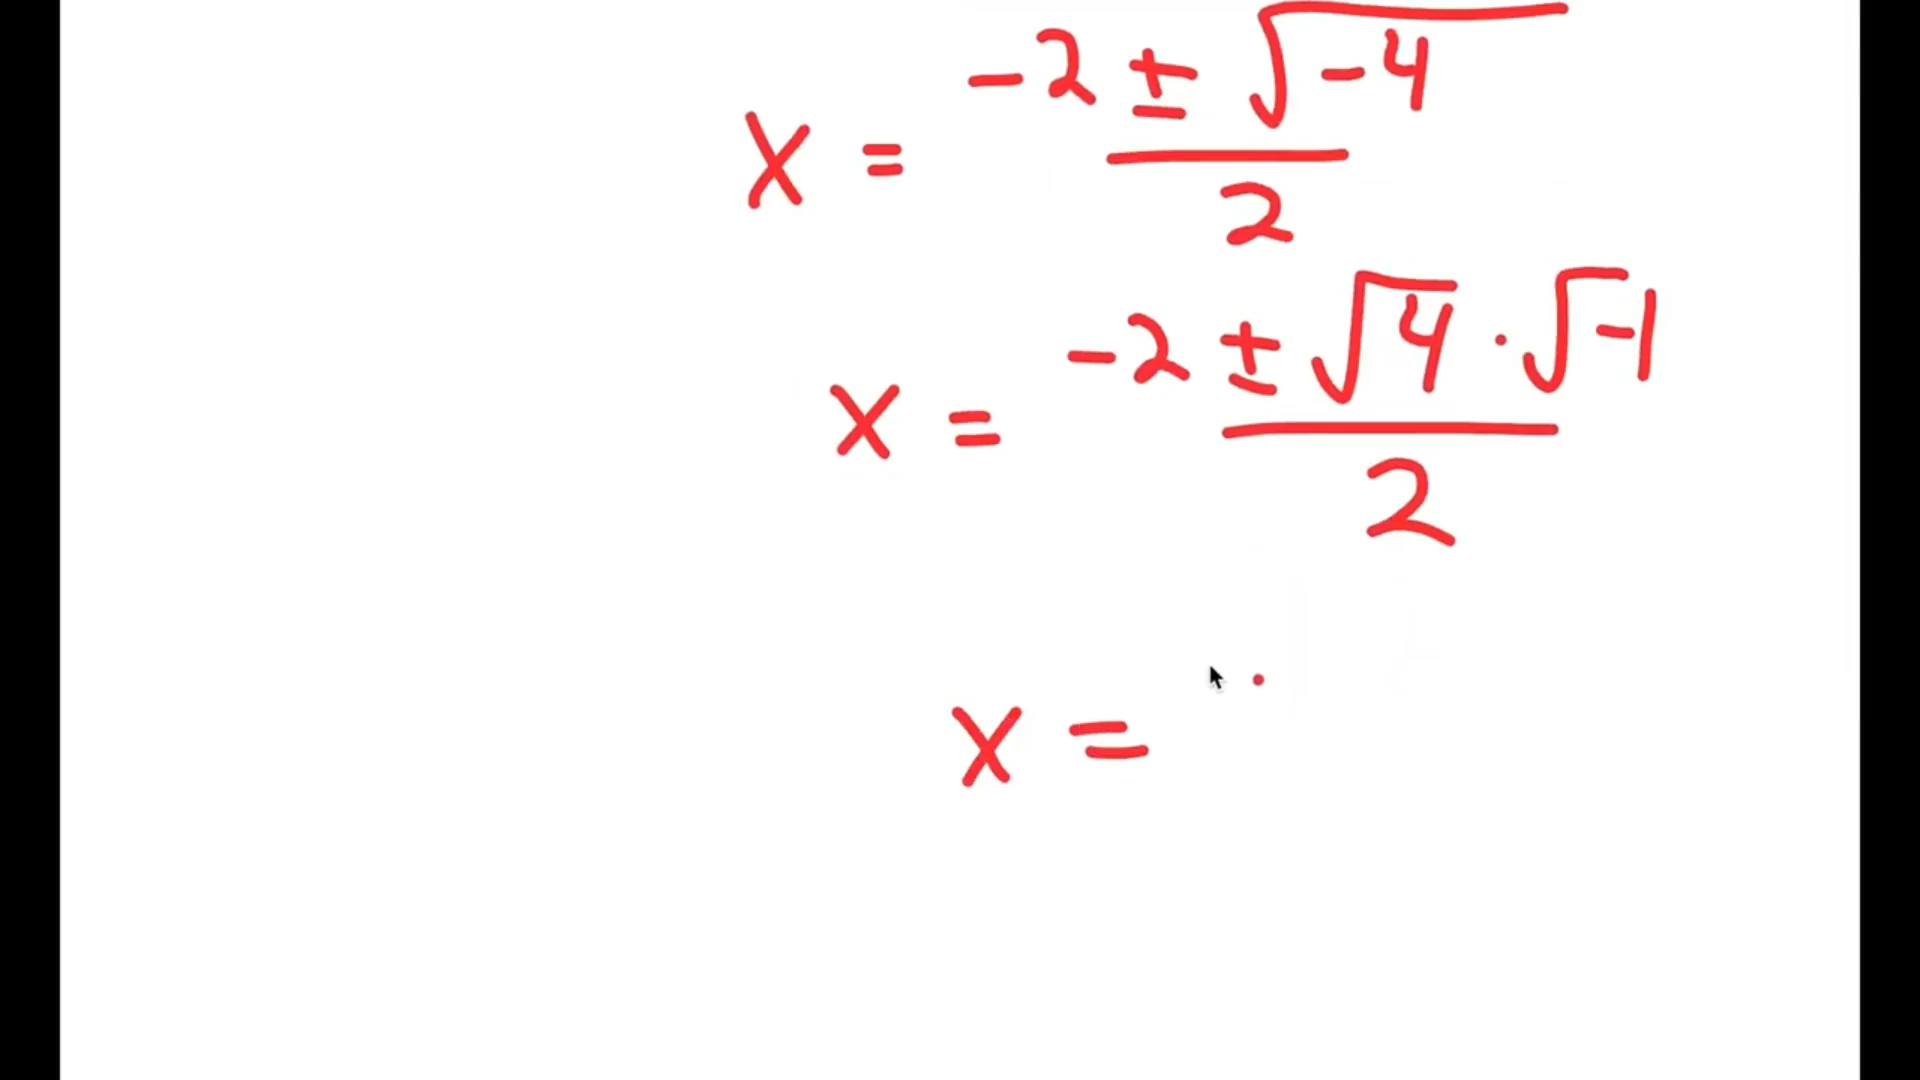 x = (-2 ± √-4) / 2
x = (-2 ± √4 · √-1) / 2
x =